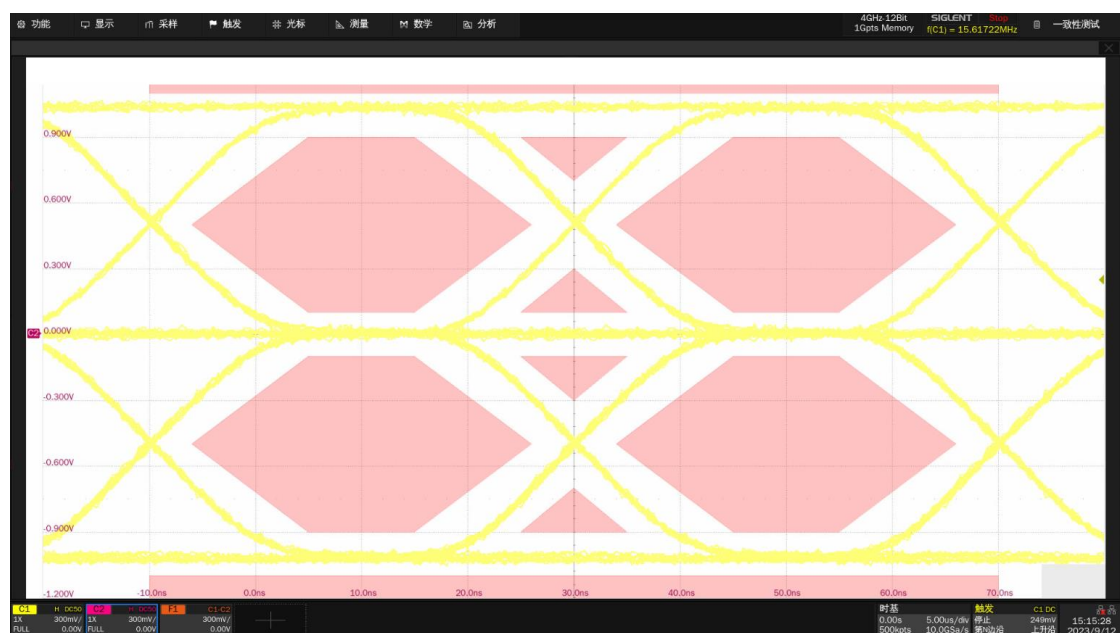 功能 显示 采样 触发 光标 测量 数学 分析 4GHz-12Bit SIGLENT Stop 一致性测试
1Gpts Memory f(C1) = 15.61722MHz
0.900V
0.600V
0.300V
C2 0.000V
-0.300V
-0.600V
-0.900V
-1.200V -10.0ns 0.0ns 10.0ns 20.0ns 30.0ns 40.0ns 50.0ns 60.0ns 70.0ns
C1 H DC50 C2 H DC50 F1 C1-C2 时基 触发 C1 DC
1X 300mV/ 1X 300mV/ 300mV/ 0.00s 5.00us/div 停止 249mV 15:15:28
FULL 0.00V FULL 0.00V 0.00V 500kpts 10.0GSa/s 第N边沿 上升沿 2023/9/12